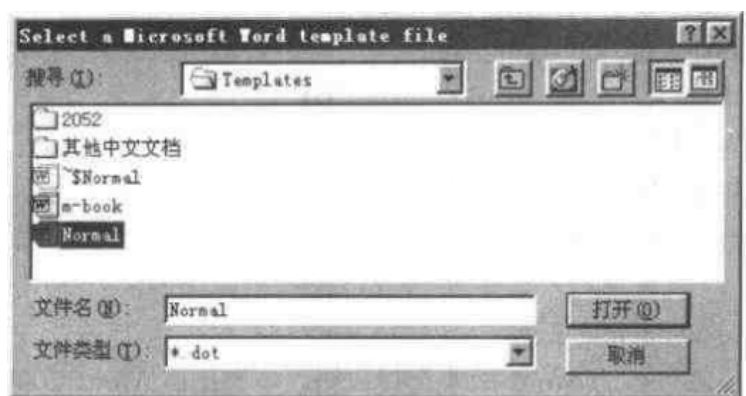 Select a Microsoft Word template file
搜寻(I): Templates
2052
其他中文文档
~$Normal
m-book
Normal
文件名(N): Normal
打开(O)
文件类型(T): *.dot
取消